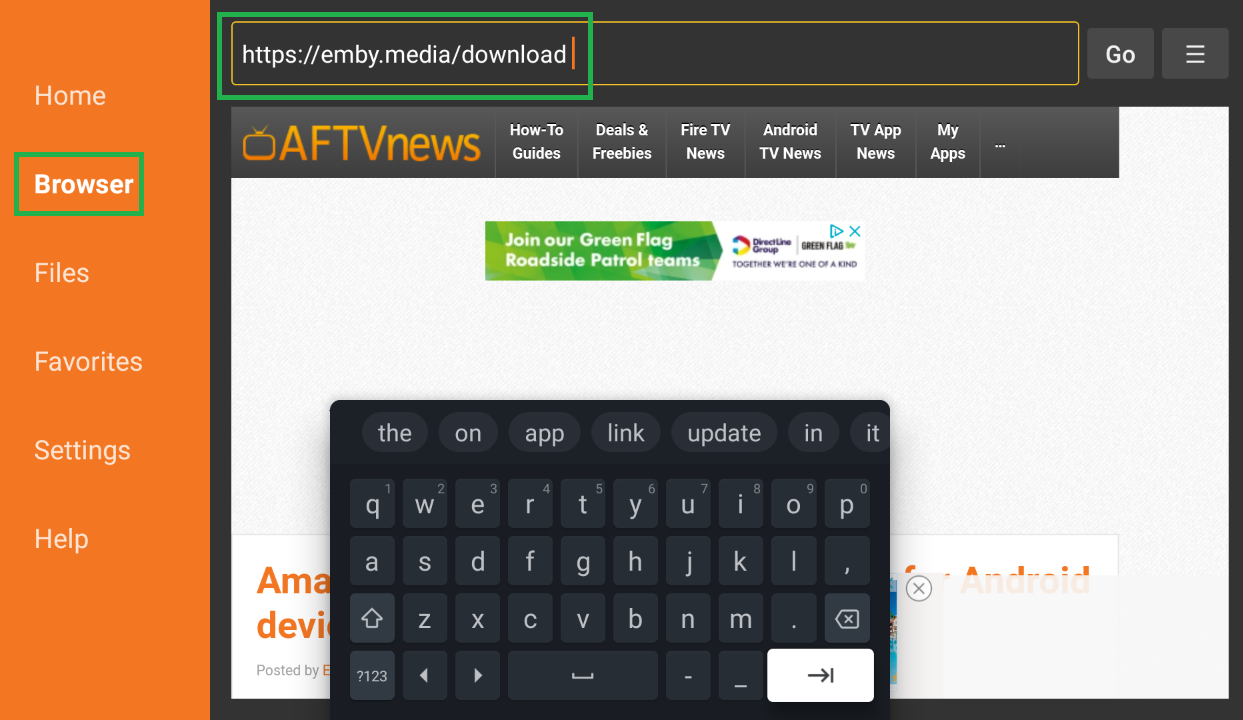 https://emby.media/download
Go
Home
Browser
Files
Favorites
Settings
Help
AFTVnews
How-To
Guides
Deals &
Freebies
Fire TV
News
Android
TV News
TV App
News
My
Apps
...
Join our Green Flag
Roadside Patrol teams
DirectLine
Group
GREEN FLAG
TOGETHER WE'RE ONE OF A KIND
the on app link update in it
q 1 w 2 e 3 r 4 t 5 y 6 u 7 i 8 o 9 p 0
a s d f g h j k l ,
z x c v b n m .
?123 - _
Android
Posted by